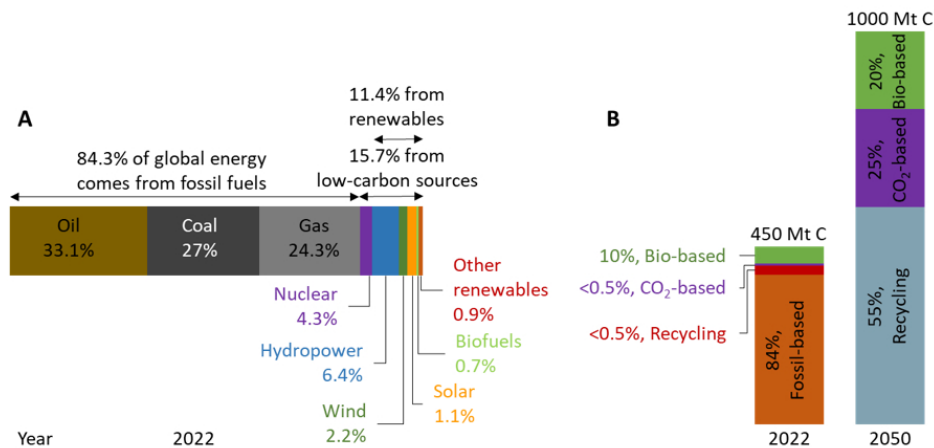 A
84.3% of global energy
comes from fossil fuels
11.4% from
renewables
15.7% from
low-carbon sources
Oil
33.1%
Coal
27%
Gas
24.3%
Nuclear
4.3%
Hydropower
6.4%
Wind
2.2%
Other
renewables
0.9%
Biofuels
0.7%
Solar
1.1%
Year
2022
B
450 Mt C
10%, Bio-based
<0.5%, CO₂-based
<0.5%, Recycling
84%,
Fossil-based
2022
1000 Mt C
20%,
Bio-based
25%,
CO₂-based
55%,
Recycling
2050